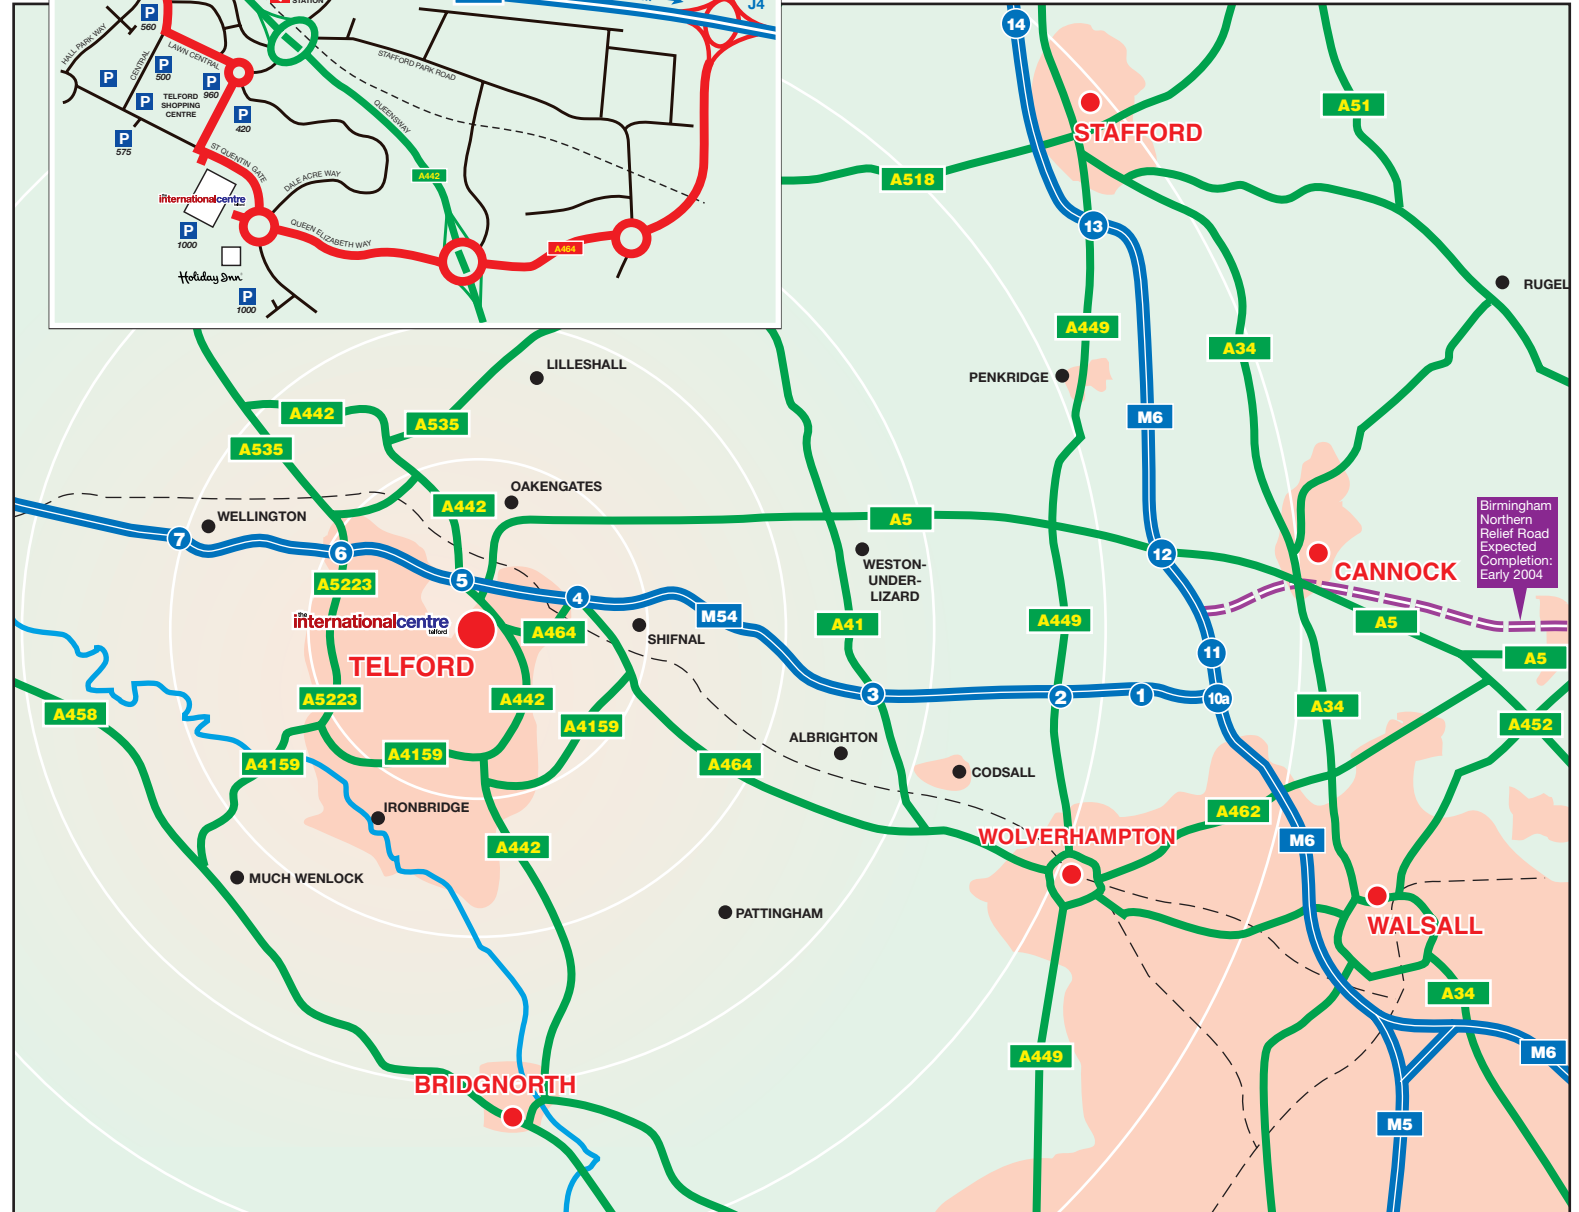 STATION
J4
P
560
HALL PARK WAY
CENTRAL
LAWN CENTRAL
P
500
P
P
960
P
TELFORD
SHOPPING
CENTRE
P
420
P
575
STAFFORD PARK ROAD
QUEENSWAY
A442
ST QUENTIN GATE
DALE ACRE WAY
the
internationalcentre
telford
P
1000
QUEEN ELIZABETH WAY
A464
Holiday Inn
P
1000
14
STAFFORD
A51
A518
13
RUGEL
A449
A34
PENKRIDGE
M6
LILLESHALL
A442
A535
A535
OAKENGATES
A442
WELLINGTON
A5
7
6
5
4
A5223
WESTON-
UNDER-
LIZARD
12
CANNOCK
Birmingham
Northern
Relief Road
Expected
Completion:
Early 2004
the
internationalcentre
telford
TELFORD
A464
SHIFNAL
M54
A41
A449
A5
11
A5
3
2
1
10a
A5223
A442
A458
A4159
A4159
A4159
A464
ALBRIGHTON
CODSALL
A34
A452
IRONBRIDGE
A442
WOLVERHAMPTON
A462
M6
MUCH WENLOCK
PATTINGHAM
WALSALL
A34
A449
M6
BRIDGNORTH
M5